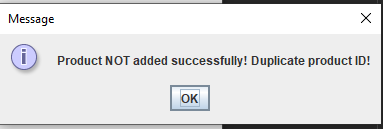 Message
Product NOT added successfully! Duplicate product ID!
OK